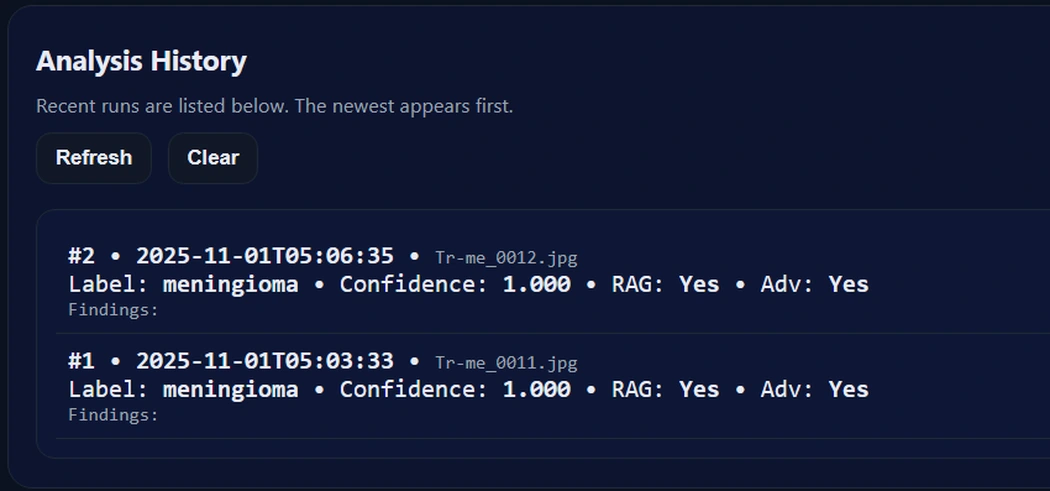 Analysis History
Recent runs are listed below. The newest appears first.
Refresh Clear
#2 • 2025-11-01T05:06:35 • Tr-me_0012.jpg
Label: meningioma • Confidence: 1.000 • RAG: Yes • Adv: Yes
Findings:
#1 • 2025-11-01T05:03:33 • Tr-me_0011.jpg
Label: meningioma • Confidence: 1.000 • RAG: Yes • Adv: Yes
Findings: